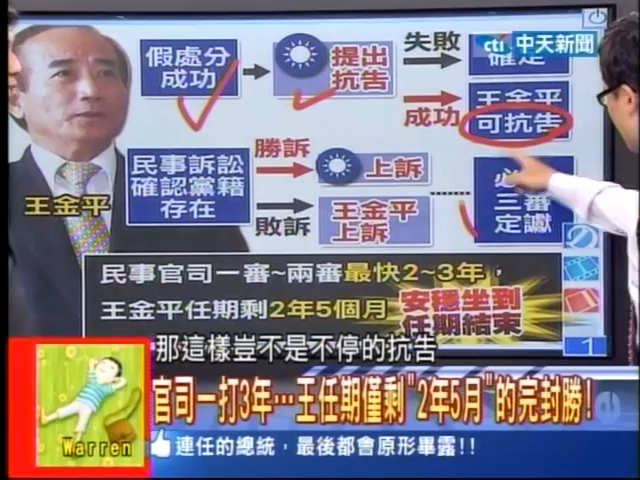 cti 中天新聞
假處分
成功
提出
抗告
失敗
確定
成功
王金平
可抗告
王金平
民事訴訟
確認黨籍
存在
勝訴
上訴
敗訴
王金平
上訴
三審
定讞
民事官司一審~兩審最快2~3年，
王金平任期剩2年5個月
安穩坐到
任期結束
1
那這樣豈不是不停的抗告
官司一打3年…王任期僅剩"2年5月"的完封勝!
Warren
連任的總統，最後都會原形畢露!!